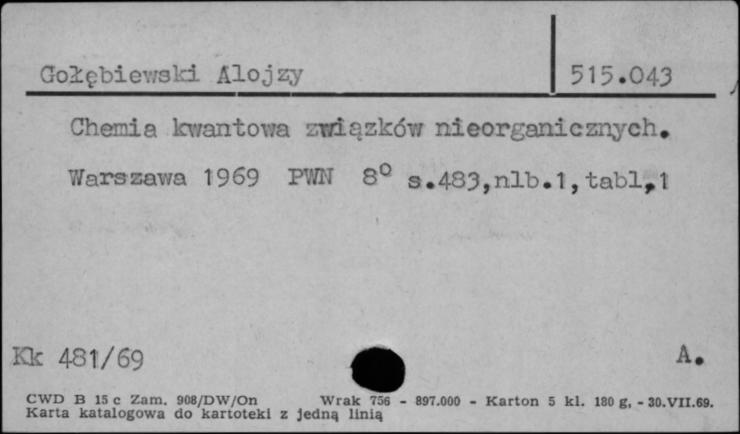 Gołębiewski Alojzy 515.043
Chemia kwantowa związków nieorganicznych.
Warszawa 1969 PWN 8° s.483,nlb.1,tabl.1
Kk 481/69 A.
CWD B 15 c Zam. 908/DW/On Wrak 756 - 897.000 - Karton 5 kl. 180 g. - 30.VII.69.
Karta katalogowa do kartoteki z jedną linią